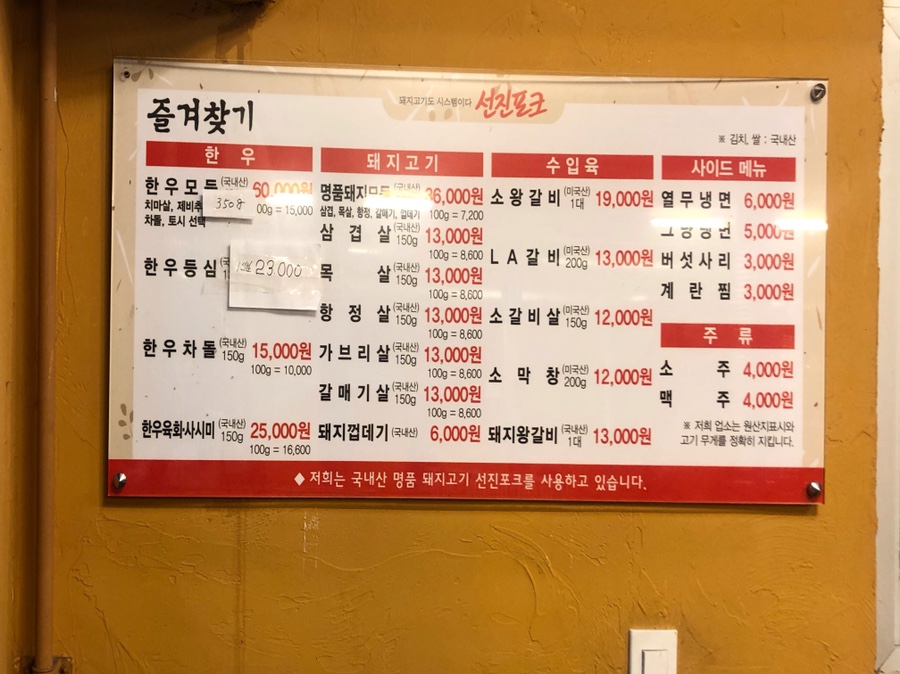 돼지고기도 시스템이다 선진포크
즐겨찾기
※ 김치, 쌀 : 국내산
한우
한우모듬 (국내산) 60,000원
350g
00g = 15,000
치마살, 제비추
차돌, 토시 선택
한우등심
23,000
한우차돌 (국내산) 150g 15,000원
100g = 10,000
한우육회·사시미 (국내산) 150g 25,000원
100g = 16,600
돼지고기
명품돼지모듬 36,000원
삼겹, 목살, 항정, 갈매기, 껍데기 100g = 7,200
삼겹살 (국내산) 150g 13,000원
100g = 8,600
목살 (국내산) 150g 13,000원
100g = 8,600
항정살 (국내산) 150g 13,000원
100g = 8,600
가브리살 (국내산) 150g 13,000원
100g = 8,600
갈매기살 (국내산) 150g 13,000원
100g = 8,600
돼지껍데기 (국내산) 6,000원
수입육
소왕갈비 (미국산) 1대 19,000원
LA갈비 (미국산) 200g 13,000원
소갈비살 (미국산) 150g 12,000원
소막창 (미국산) 200g 12,000원
돼지왕갈비 (국내산) 1대 13,000원
사이드 메뉴
열무냉면 6,000원
냉면 5,000원
버섯사리 3,000원
계란찜 3,000원
주류
소주 4,000원
맥주 4,000원
※ 저희 업소는 원산지표시와
고기 무게를 정확히 지킵니다.
◆ 저희는 국내산 명품 돼지고기 선진포크를 사용하고 있습니다.